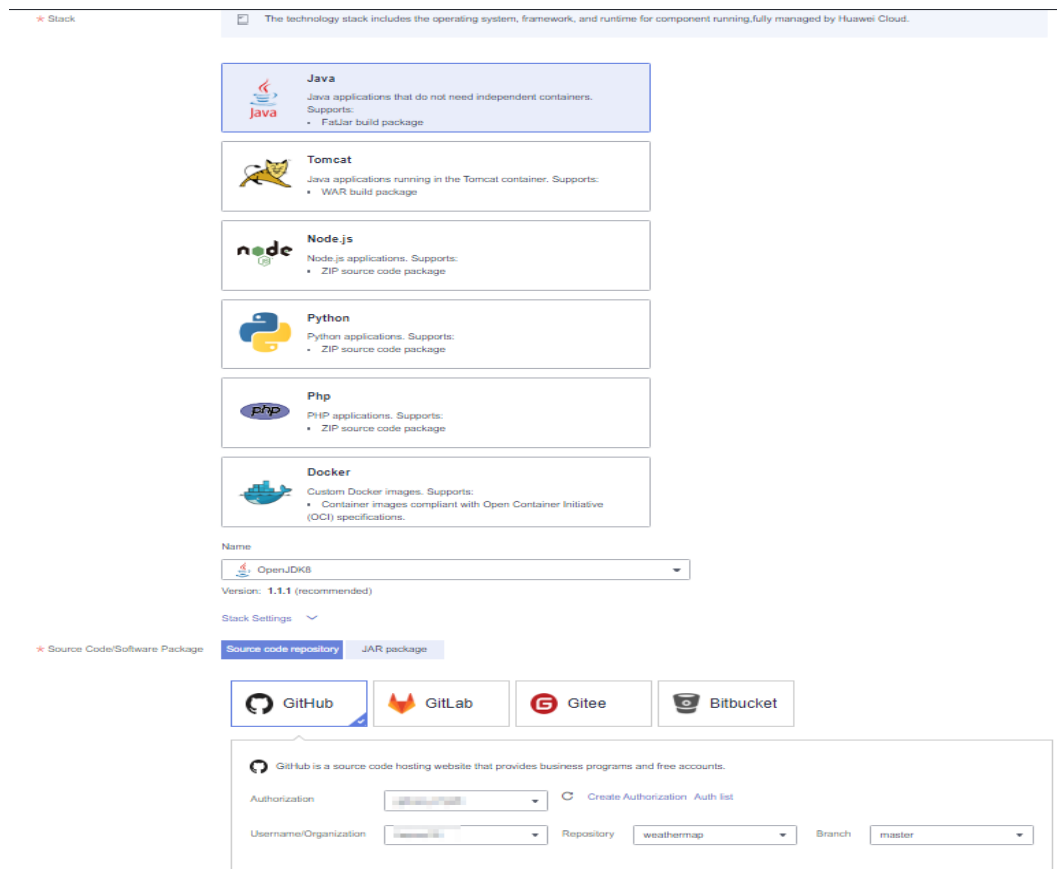 * Stack
The technology stack includes the operating system, framework, and runtime for component running,fully managed by Huawei Cloud.
Java
Java
Java applications that do not need independent containers.
Supports:
• FatJar build package
Tomcat
Java applications running in the Tomcat container. Supports:
• WAR build package
node
JS
Node.js
Node.js applications. Supports:
• ZIP source code package
Python
Python applications. Supports:
• ZIP source code package
php
Php
PHP applications. Supports:
• ZIP source code package
Docker
Custom Docker images. Supports:
• Container images compliant with Open Container Initiative
(OCI) specifications.
Name
OpenJDK8
Version: 1.1.1 (recommended)
Stack Settings
* Source Code/Software Package
Source code repository
JAR package
GitHub
GitLab
G
Gitee
Bitbucket
GitHub is a source code hosting website that provides business programs and free accounts.
Authorization
Create Authorization Auth list
Username/Organization
Repository
weathermap
Branch
master